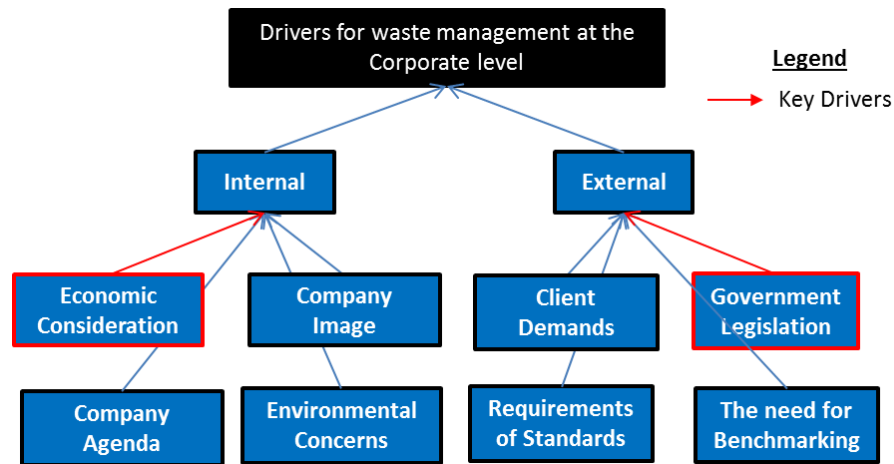 Drivers for waste management at the
Corporate level
Legend
Key Drivers
Internal
External
Economic
Consideration
Company
Image
Client
Demands
Government
Legislation
Company
Agenda
Environmental
Concerns
Requirements
of Standards
The need for
Benchmarking